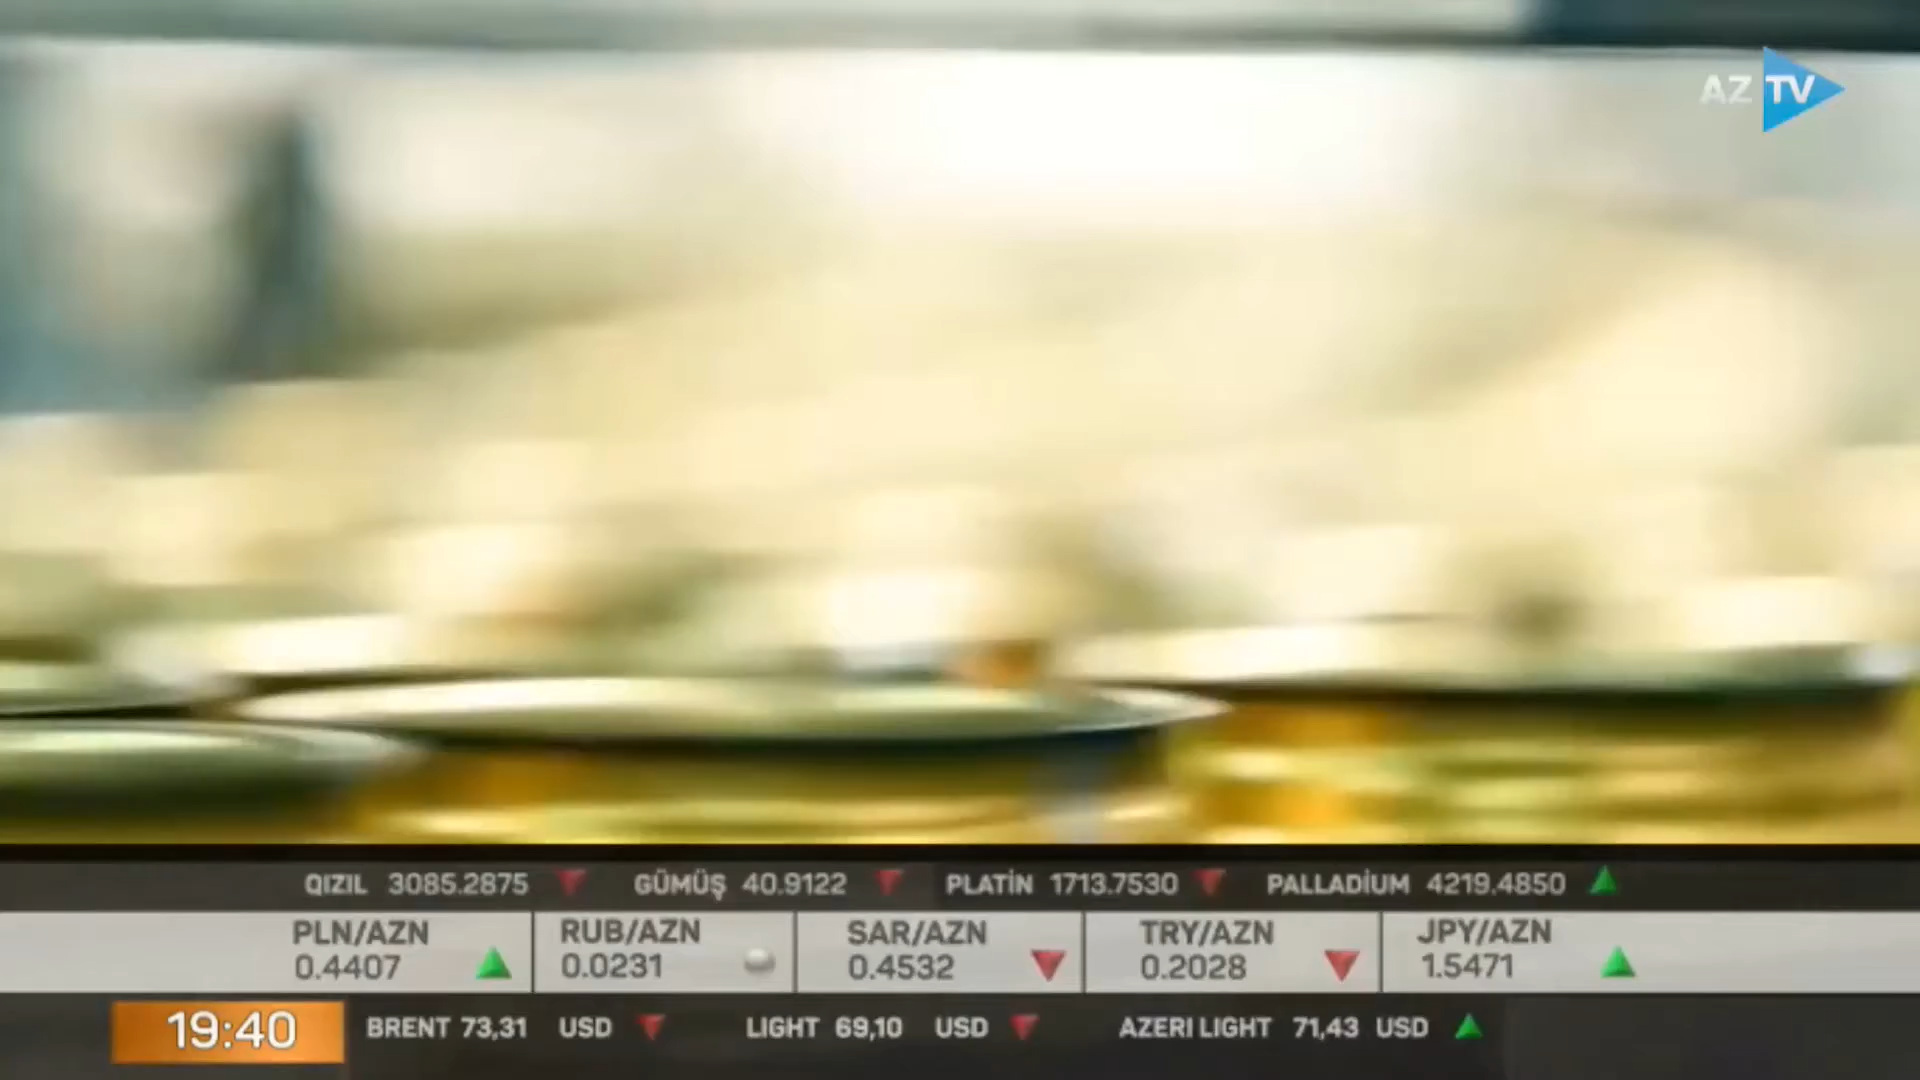 AZ TV
QIZIL 3085.2875 GÜMÜŞ 40.9122 PLATİN 1713.7530 PALLADİUM 4219.4850
PLN/AZN RUB/AZN SAR/AZN TRY/AZN JPY/AZN
0.4407 0.0231 0.4532 0.2028 1.5471
19:40 BRENT 73,31 USD LIGHT 69,10 USD AZERI LIGHT 71,43 USD